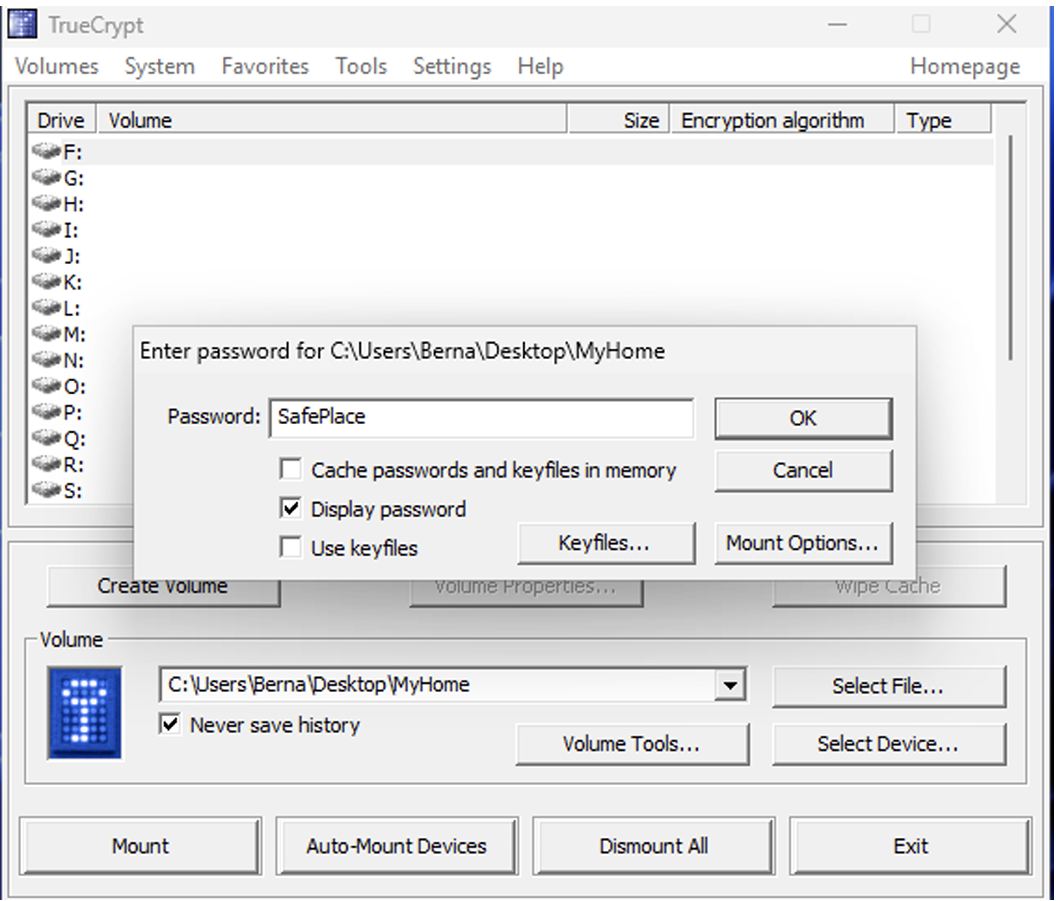 TrueCrypt
Volumes System Favorites Tools Settings Help Homepage
Drive Volume Size Encryption algorithm Type
F:
G:
H:
I:
J:
K:
L:
M:
N:
O:
P:
Q:
R:
S:
Enter password for C:\Users\Berna\Desktop\MyHome
Password: SafePlace OK
Cache passwords and keyfiles in memory Cancel
Display password
Use keyfiles Keyfiles... Mount Options...
Create Volume Volume Properties... Wipe Cache
Volume
C:\Users\Berna\Desktop\MyHome Select File...
Never save history
Volume Tools... Select Device...
Mount Auto-Mount Devices Dismount All Exit